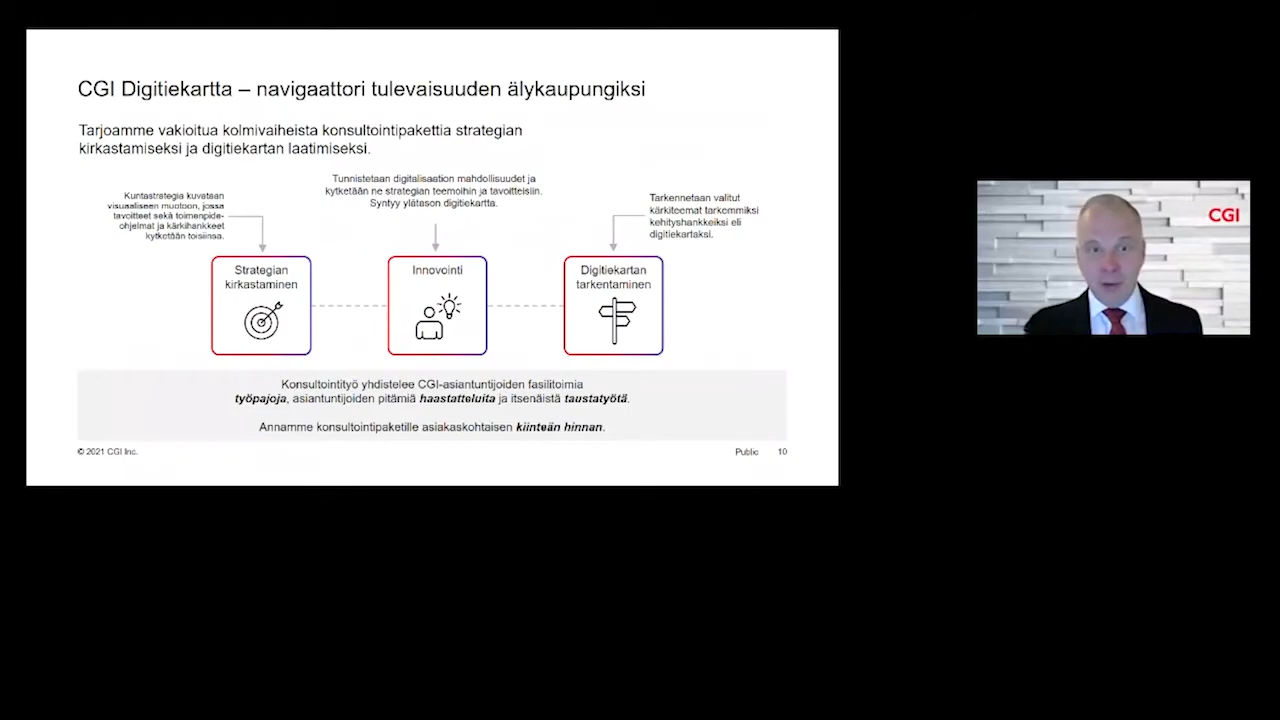 CGI Digitiekartta – navigaattori tulevaisuuden älykaupungiksi
Tarjoamme vakioitua kolmivaiheista konsultointipakettia strategian
kirkastamiseksi ja digitiekartan laatimiseksi.
Kuntastrategia kuvataan
visuaaliseen muotoon, jossa
tavoitteet sekä toimenpide-
ohjelmat ja kärkihankkeet
kytketään toisiinsa.
Tunnistetaan digitalisaation mahdollisuudet ja
kytketään ne strategian teemoihin ja tavoitteisiin.
Syntyy ylätason digitiekartta.
Tarkennetaan valitut
kärkiteemat tarkemmiksi
kehityshankkeiksi eli
digitiekartaksi.
Strategian
kirkastaminen
Innovointi
Digitiekartan
tarkentaminen
Konsultointityö yhdistelee CGI-asiantuntijoiden fasilitoimia
työpajoja, asiantuntijoiden pitämiä haastatteluita ja itsenäistä taustatyötä.
Annamme konsultointipaketille asiakaskohtaisen kiinteän hinnan.
© 2021 CGI Inc.
Public 10
CGI